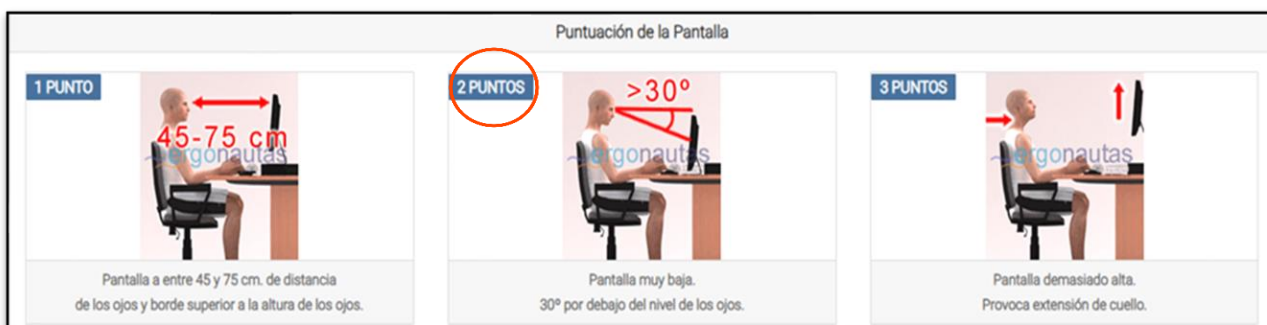 Puntuación de la Pantalla
1 PUNTO
45-75 cm
ergonautas
Pantalla a entre 45 y 75 cm. de distancia
de los ojos y borde superior a la altura de los ojos.
2 PUNTOS
>30º
ergonautas
Pantalla muy baja.
30º por debajo del nivel de los ojos.
3 PUNTOS
ergonautas
Pantalla demasiado alta.
Provoca extensión de cuello.